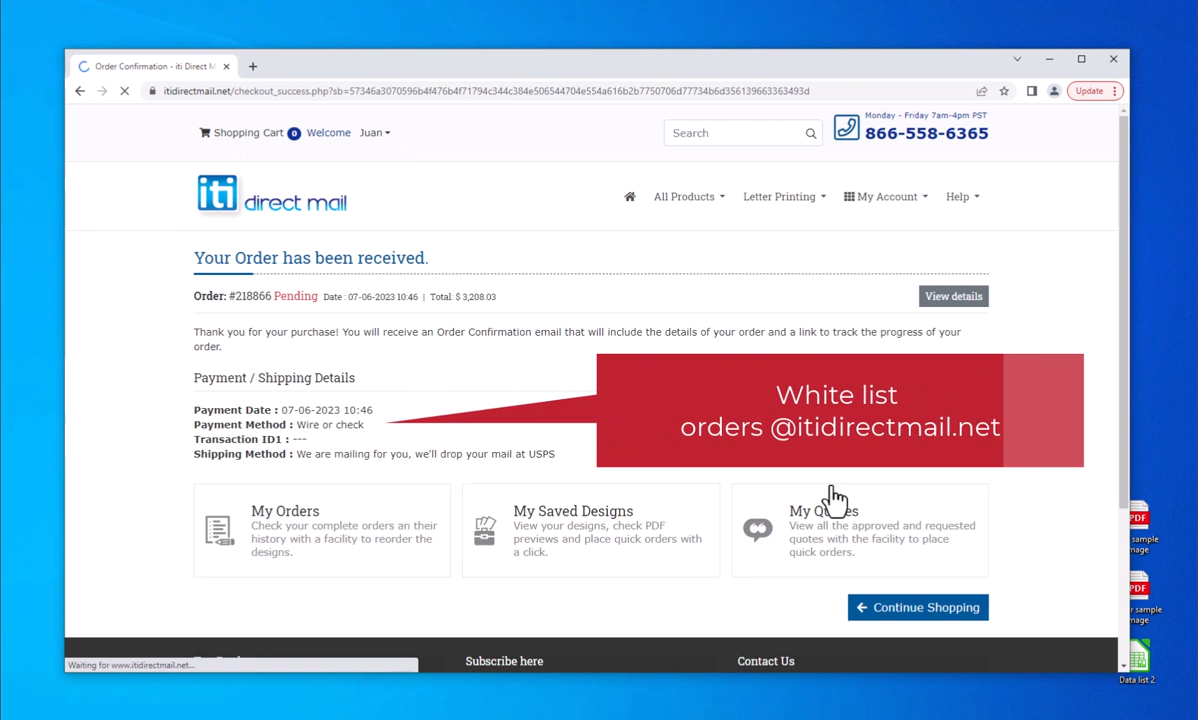 Order Confirmation - iti Direct M
itidirectmail.net/checkout_success.php?sb=57346a3070596b4f476b4f71794c344c384e506544704e554a616b2b7750706d77734b6d356139663363493d
Update
Shopping Cart 0 Welcome Juan
Search
Monday - Friday 7am-4pm PST
866-558-6365
iti direct mail
All Products Letter Printing My Account Help
Your Order has been received.
Order: #218866 Pending Date : 07-06-2023 10:46 | Total: $ 3,208.03
View details
Thank you for your purchase! You will receive an Order Confirmation email that will include the details of your order and a link to track the progress of your
order.
Payment / Shipping Details
Payment Date : 07-06-2023 10:46
Payment Method : Wire or check
Transaction ID1 : ---
Shipping Method : We are mailing for you, we'll drop your mail at USPS
White list
orders @itidirectmail.net
My Orders
Check your complete orders an their
history with a facility to reorder the
designs.
My Saved Designs
View your designs, check PDF
previews and place quick orders with
a click.
My Quotes
View all the approved and requested
quotes with the facility to place
quick orders.
Continue Shopping
Subscribe here
Contact Us
Waiting for www.itidirectmail.net...
PDF
sample
mage
PDF
r sample
mage
Data list 2